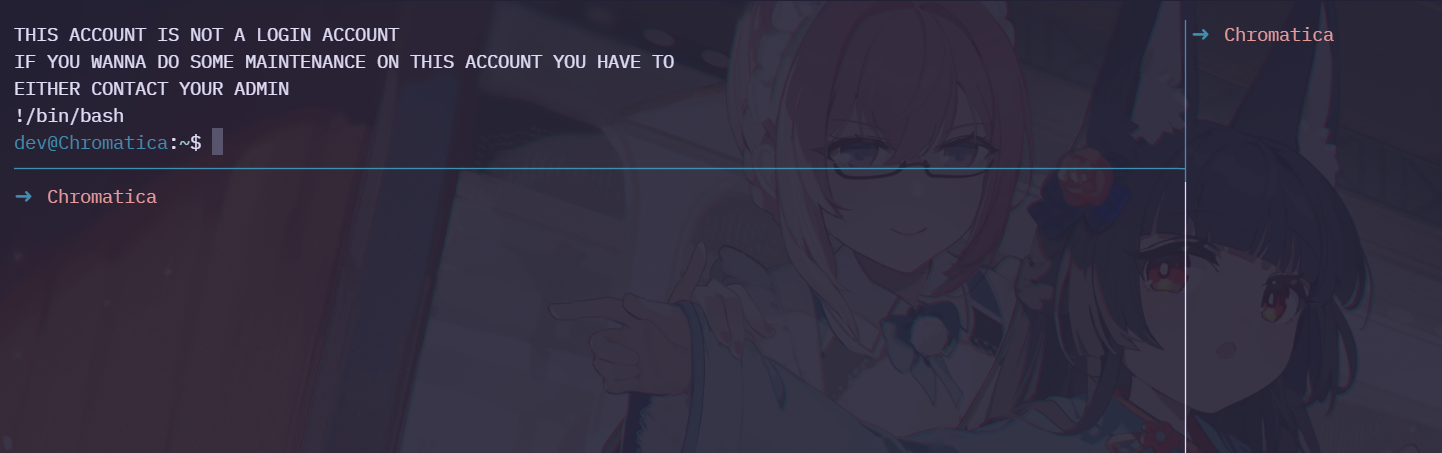 THIS ACCOUNT IS NOT A LOGIN ACCOUNT
IF YOU WANNA DO SOME MAINTENANCE ON THIS ACCOUNT YOU HAVE TO
EITHER CONTACT YOUR ADMIN
!/bin/bash
dev@Chromatica:~$
➜ Chromatica
➜ Chromatica